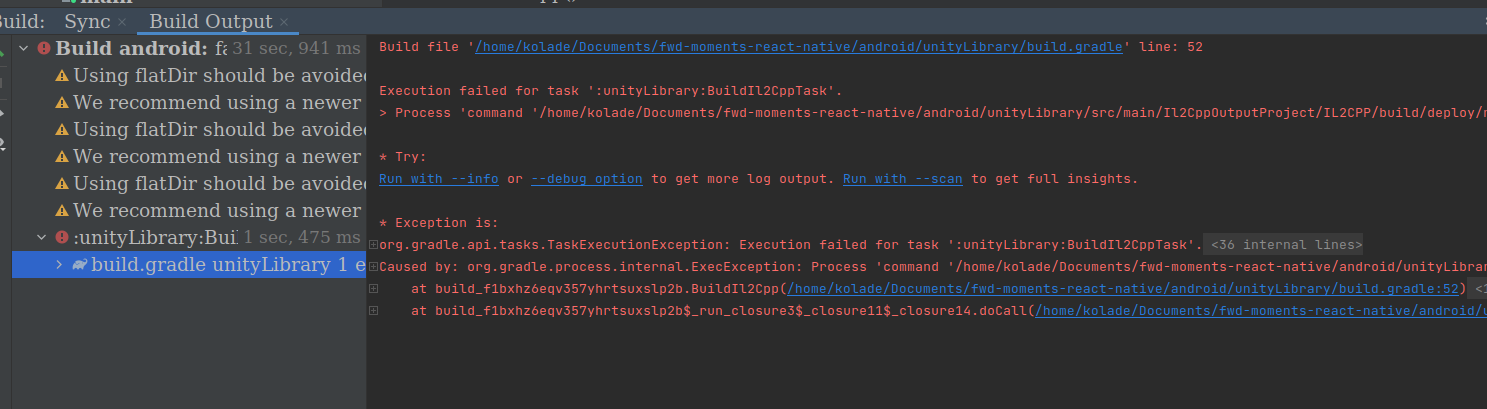 Build: Sync × Build Output ×
Build android: fa 31 sec, 941 ms
Using flatDir should be avoided
We recommend using a newer
Using flatDir should be avoided
We recommend using a newer
Using flatDir should be avoided
We recommend using a newer
:unityLibrary:Buil 1 sec, 475 ms
build.gradle unityLibrary 1 e
Build file '/home/kolade/Documents/fwd-moments-react-native/android/unityLibrary/build.gradle' line: 52
Execution failed for task ':unityLibrary:BuildIl2CppTask'.
> Process 'command '/home/kolade/Documents/fwd-moments-react-native/android/unityLibrary/src/main/Il2CppOutputProject/IL2CPP/build/deploy/
* Try:
Run with --info or --debug option to get more log output. Run with --scan to get full insights.
* Exception is:
org.gradle.api.tasks.TaskExecutionException: Execution failed for task ':unityLibrary:BuildIl2CppTask'. <36 internal lines>
Caused by: org.gradle.process.internal.ExecException: Process 'command '/home/kolade/Documents/fwd-moments-react-native/android/unityLibrar
at build_f1bxhz6eqv357yhrtsuxslp2b.BuildIl2Cpp(/home/kolade/Documents/fwd-moments-react-native/android/unityLibrary/build.gradle:52) <1
at build_f1bxhz6eqv357yhrtsuxslp2b$_run_closure3$_closure11$_closure14.doCall(/home/kolade/Documents/fwd-moments-react-native/android/u